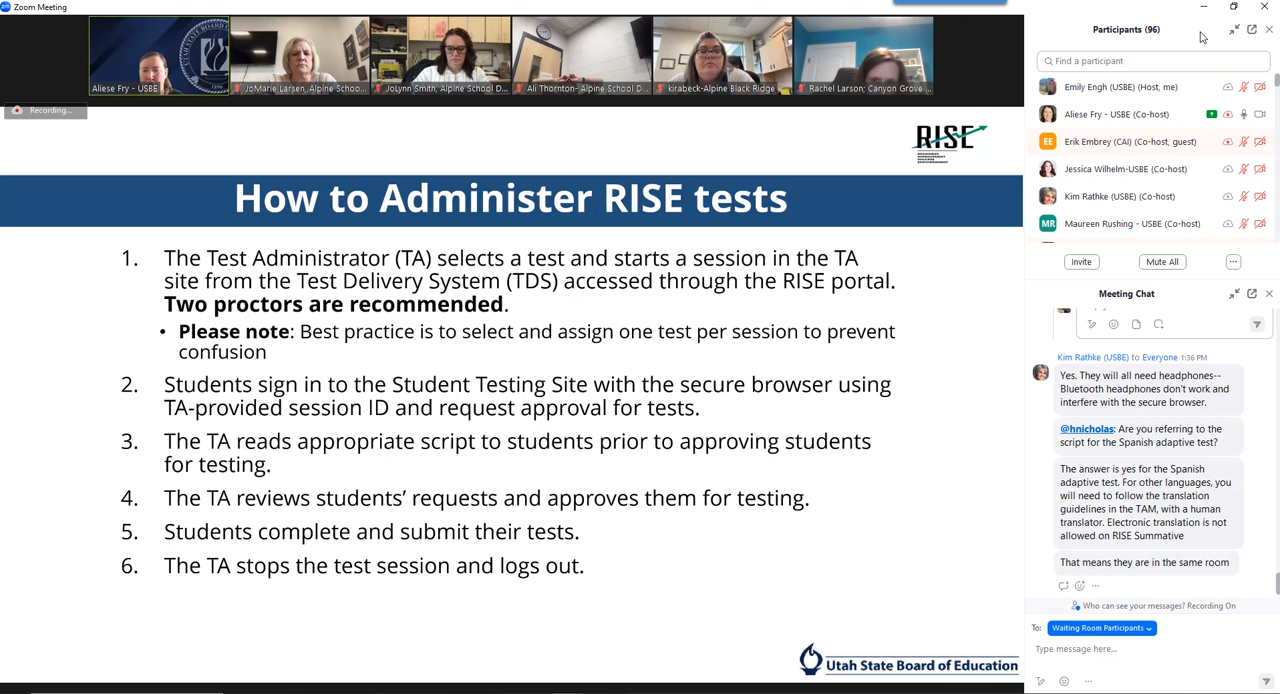 Zoom Meeting
Aliese Fry - USBE
JoMarie Larsen, Alpine Schoo...
JoLynn Smith, Alpine School D...
Ali Thornton- Alpine School D...
kirabeck-Alpine Black Ridge
Rachel Larson; Canyon Grove ...
Recording...
RISE
How to Administer RISE tests
1. The Test Administrator (TA) selects a test and starts a session in the TA
site from the Test Delivery System (TDS) accessed through the RISE portal.
Two proctors are recommended.
• Please note: Best practice is to select and assign one test per session to prevent
confusion
2. Students sign in to the Student Testing Site with the secure browser using
TA-provided session ID and request approval for tests.
3. The TA reads appropriate script to students prior to approving students
for testing.
4. The TA reviews students’ requests and approves them for testing.
5. Students complete and submit their tests.
6. The TA stops the test session and logs out.
Utah State Board of Education
Participants (96)
Find a participant
Emily Engh (USBE) (Host, me)
Aliese Fry - USBE (Co-host)
EE Erik Embrey (CAI) (Co-host, guest)
Jessica Wilhelm-USBE (Co-host)
Kim Rathke (USBE) (Co-host)
MR Maureen Rushing - USBE (Co-host)
Invite
Mute All
...
Meeting Chat
Kim Rathke (USBE) to Everyone 1:36 PM
Yes. They will all need headphones--
Bluetooth headphones don't work and
interfere with the secure browser.
@hnicholas: Are you referring to the
script for the Spanish adaptive test?
The answer is yes for the Spanish
adaptive test. For other languages, you
will need to follow the translation
guidelines in the TAM, with a human
translator. Electronic translation is not
allowed on RISE Summative
That means they are in the same room
Who can see your messages? Recording On
To: Waiting Room Participants
Type message here...